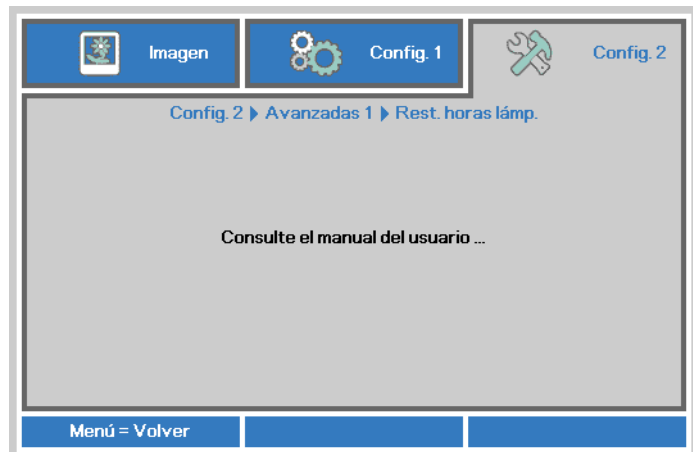 Imagen
Config. 1
Config. 2
Config. 2 ▶ Avanzadas 1 ▶ Rest. horas lámp.
Consulte el manual del usuario ...
Menú = Volver